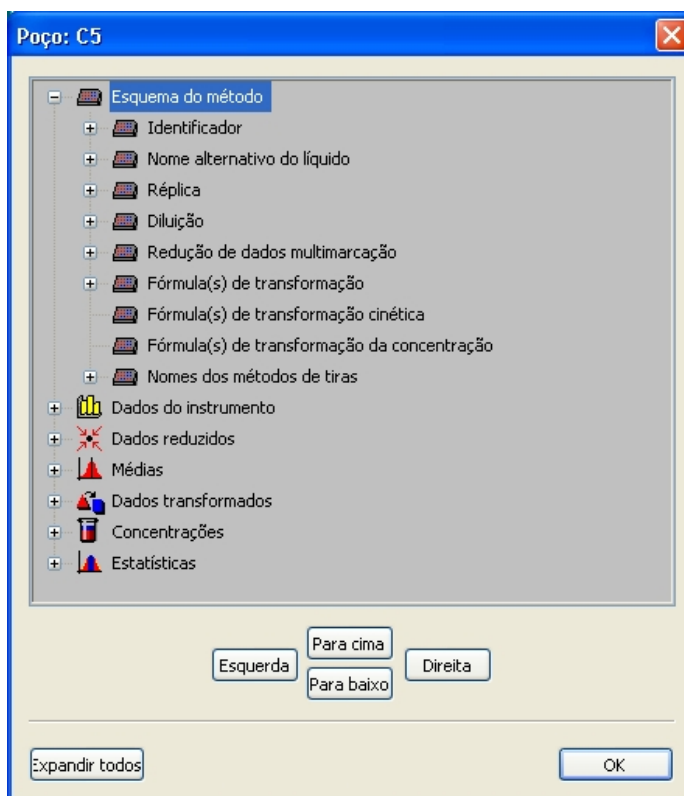 Poço: C5
Esquema do método
Identificador
Nome alternativo do líquido
Réplica
Diluição
Redução de dados multimarcação
Fórmula(s) de transformação
Fórmula(s) de transformação cinética
Fórmula(s) de transformação da concentração
Nomes dos métodos de tiras
Dados do instrumento
Dados reduzidos
Médias
Dados transformados
Concentrações
Estatísticas
Para cima
Esquerda
Direita
Para baixo
Expandir todos
OK